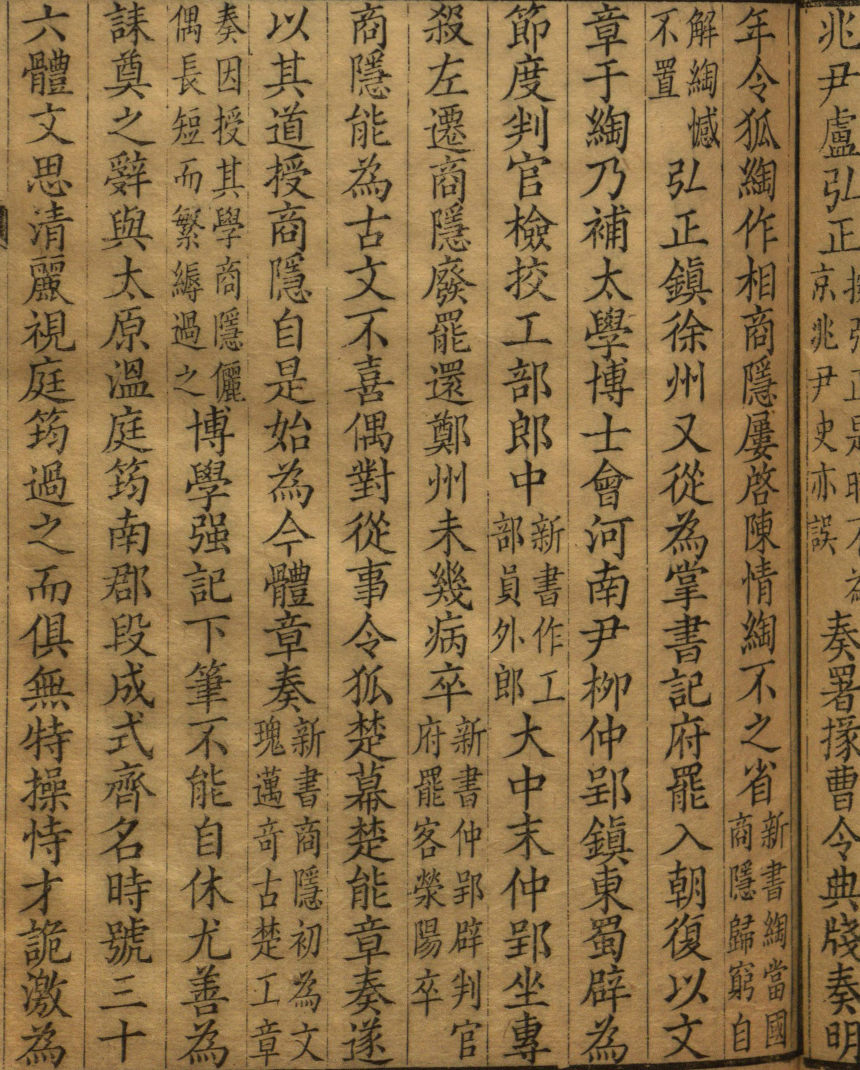 兆尹盧弘正弘正是時不為京兆尹史亦誤奏署掾曹令典牋奏明
年令狐綯作相商隱屢啓陳情綯不之省新書綯當國商隱歸窮自
解綯憾不置弘正鎮徐州又從為掌書記府罷入朝復以文
章于綯乃補太學博士會河南尹柳仲郢鎮東蜀辟為
節度判官檢挍工部郎中新書作工部員外郎大中末仲郢坐專
殺左遷商隱廢罷還鄭州未幾病卒新書仲郢辟判官府罷客滎陽卒
商隱能為古文不喜偶對從事令狐楚幕楚能章奏遂
以其道授商隱自是始為今體章奏新書商隱初為文瑰邁竒古楚工章
奏因授其學商隱儷偶長短而繁縟過之博學强記下筆不能自休尤善為
誄奠之辭與太原溫庭筠南郡段成式齊名時號三十
六體文思清麗視庭筠過之而俱無特操恃才詭激為